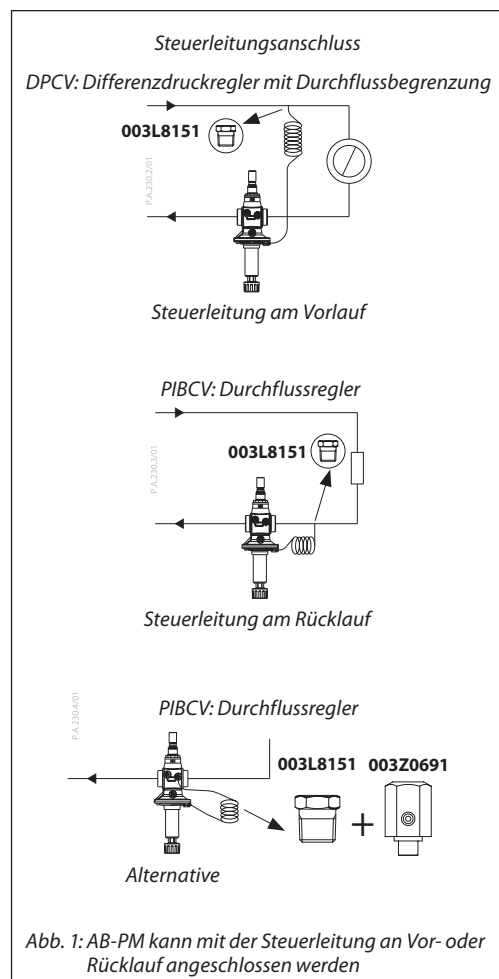 Steuerleitungsanschluss
DPCV: Differenzdruckregler mit Durchflussbegrenzung
003L8151
P.A.230.2/01
Steuerleitung am Vorlauf
PIBCV: Durchflussregler
003L8151
P.A.230.3/01
Steuerleitung am Rücklauf
P.A.230.4/01
PIBCV: Durchflussregler
003L8151 003Z0691
+
Alternative
Abb. 1: AB-PM kann mit der Steuerleitung an Vor- oder
Rücklauf angeschlossen werden